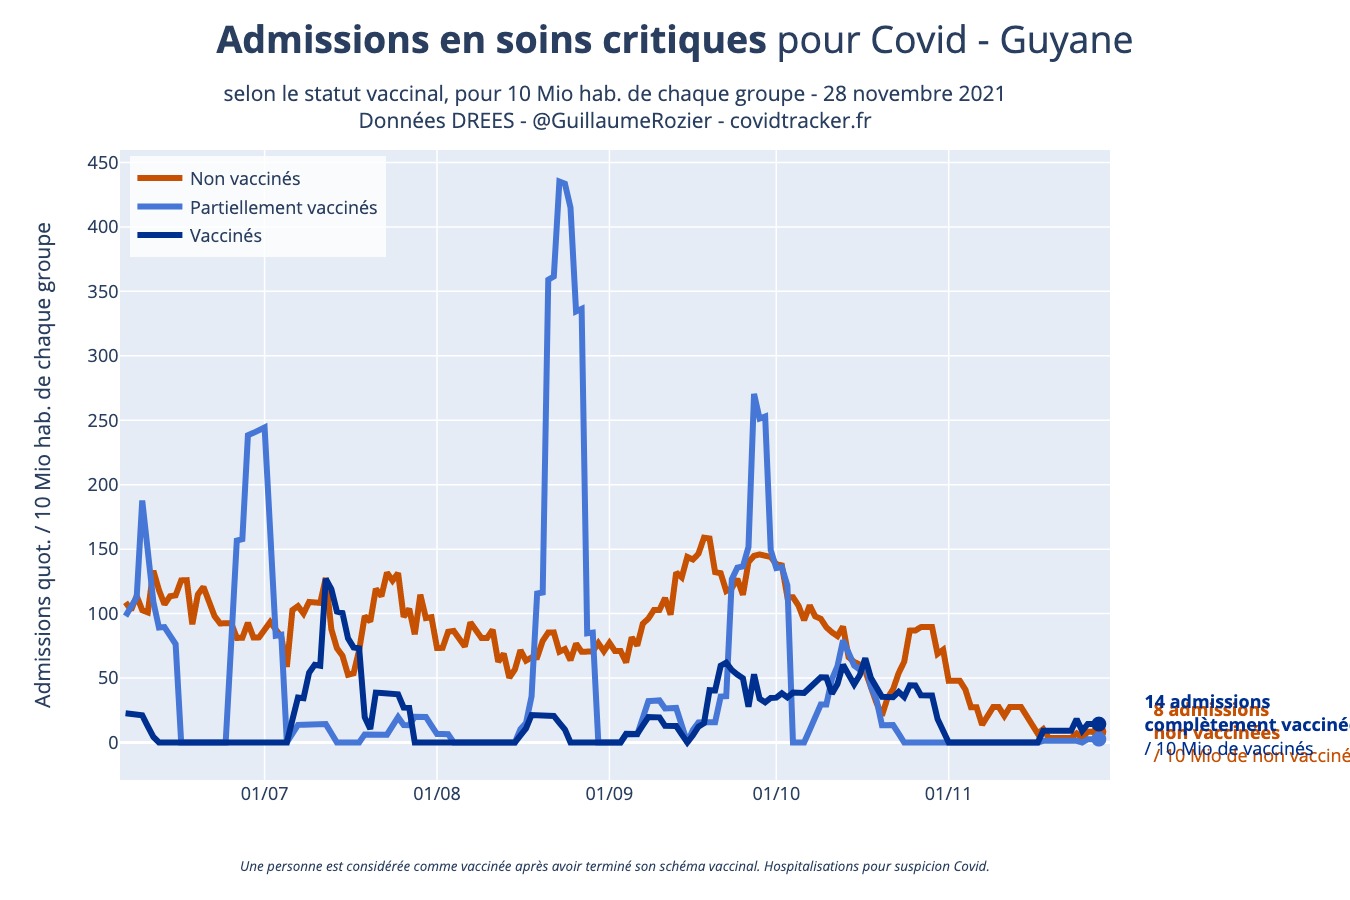 Admissions en soins critiques pour Covid - Guyane
selon le statut vaccinal, pour 10 Mio hab. de chaque groupe - 28 novembre 2021
Données DREES - @GuillaumeRozier - covidtracker.fr
Admissions quot. / 10 Mio hab. de chaque groupe
450
400
350
300
250
200
150
100
50
0
Non vaccinés
Partiellement vaccinés
Vaccinés
01/07
01/08
01/09
01/10
01/11
14 admissions
complètement vacciné
/ 10 Mio de vaccinés
8 admissions
non vaccinées
/ 10 Mio de non vacciné
Une personne est considérée comme vaccinée après avoir terminé son schéma vaccinal. Hospitalisations pour suspicion Covid.